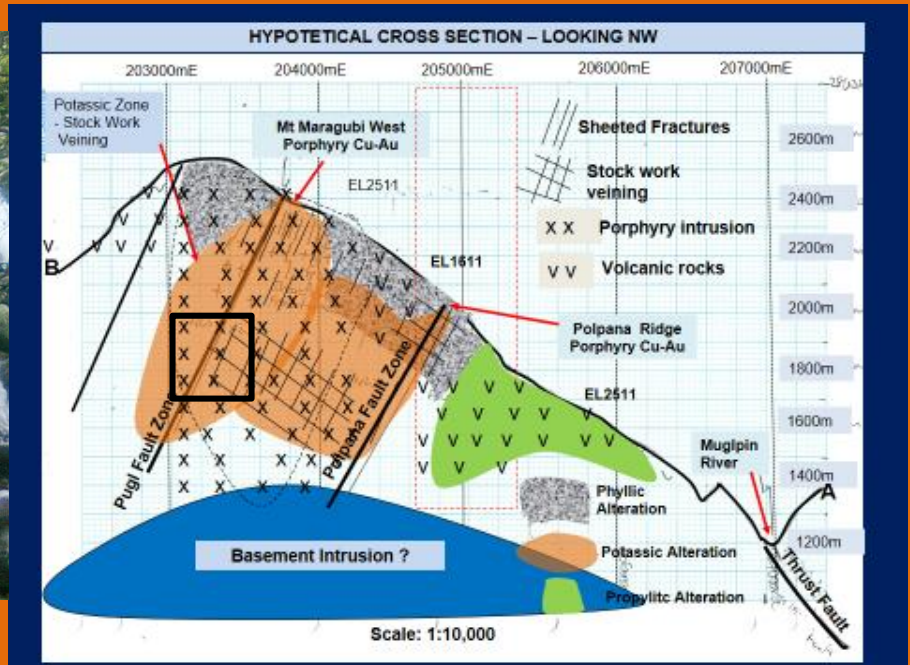 HYPOTETICAL CROSS SECTION – LOOKING NW
203000mE
204000mE
205000mE
206000mE
207000mE
Potassic Zone
- Stock Work
Veining
Mt Maragubi West
Porphyry Cu-Au
Sheeted Fractures
2600m
EL2511
Stock work
veining
2400m
X X Porphyry intrusion
2200m
EL1611
V V Volcanic rocks
B
2000m
Polpana Ridge
Porphyry Cu-Au
1800m
EL2511
1600m
Pugl Fault Zone
Polpana Fault Zone
Muglpin
River
1400m
A
Phyllic
Alteration
1200m
Basement Intrusion ?
Potassic Alteration
Thrust Fault
Propylitc Alteration
Scale: 1:10,000